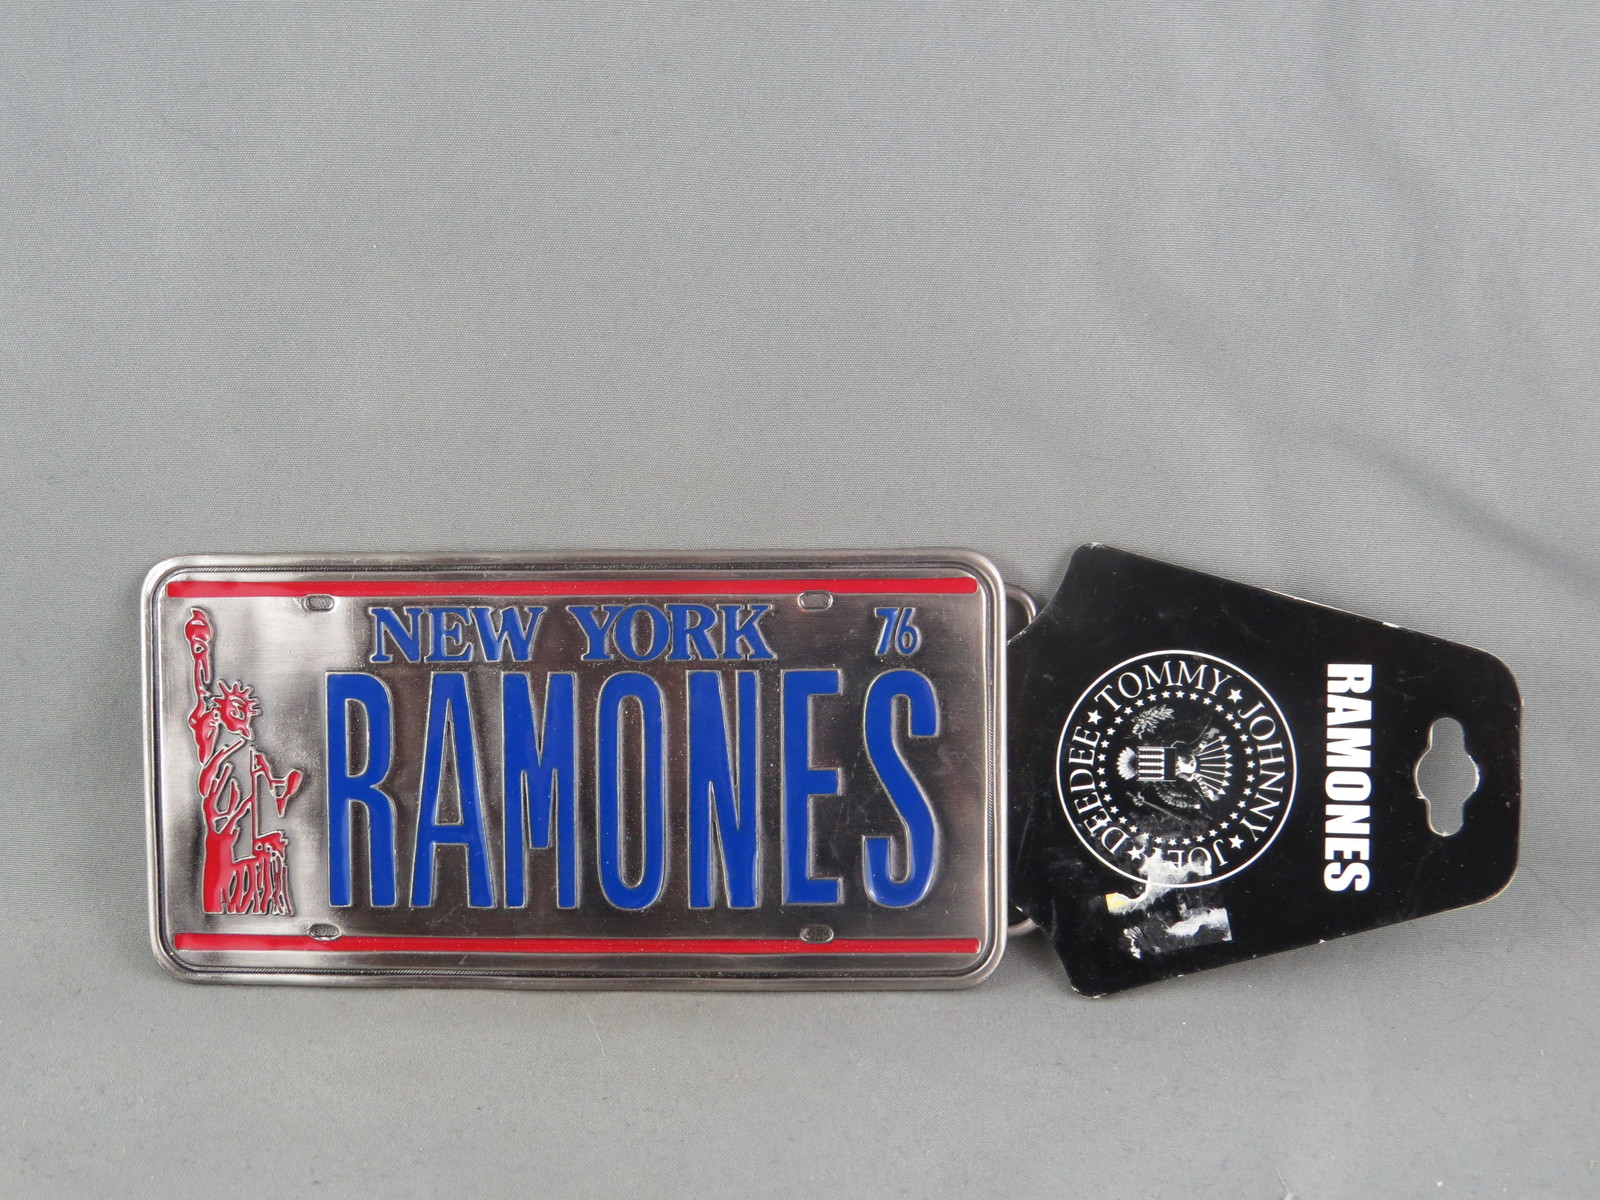 NEW YORK 76
RAMONES
TOMMY JOHNNY JOEY DEEDEE
RAMONES